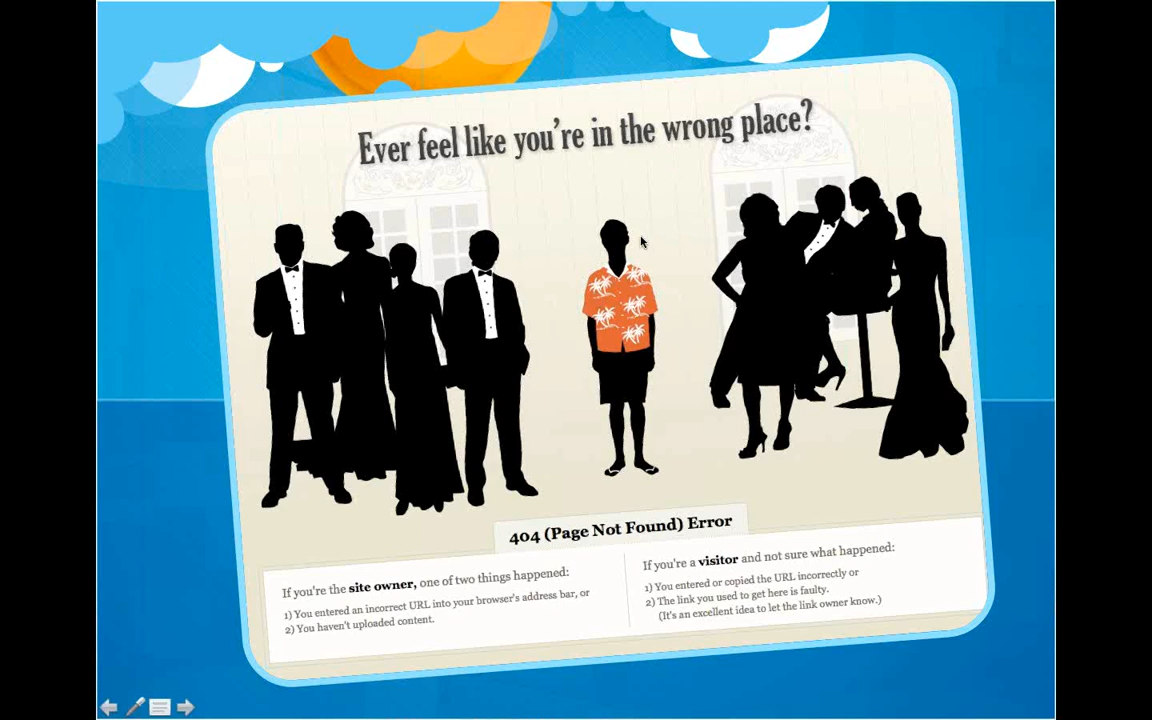 Ever feel like you're in the wrong place?
404 (Page Not Found) Error
If you're the site owner, one of two things happened:
1) You entered an incorrect URL into your browser's address bar, or
2) You haven't uploaded content.
If you're a visitor and not sure what happened:
1) You entered or copied the URL incorrectly or
2) The link you used to get here is faulty.
(It's an excellent idea to let the link owner know.)